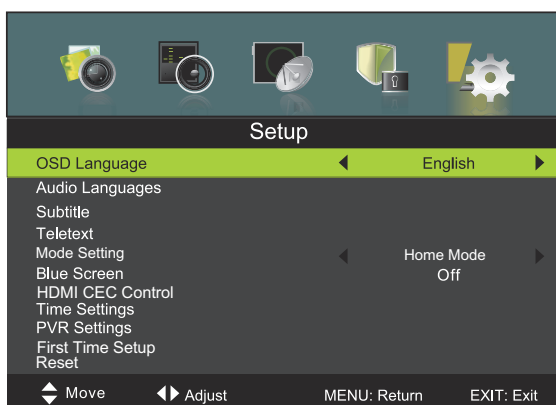 Setup
OSD Language English
Audio Languages
Subtitle
Teletext
Mode Setting Home Mode
Blue Screen Off
HDMI CEC Control
Time Settings
PVR Settings
First Time Setup
Reset
Move Adjust MENU: Return EXIT: Exit